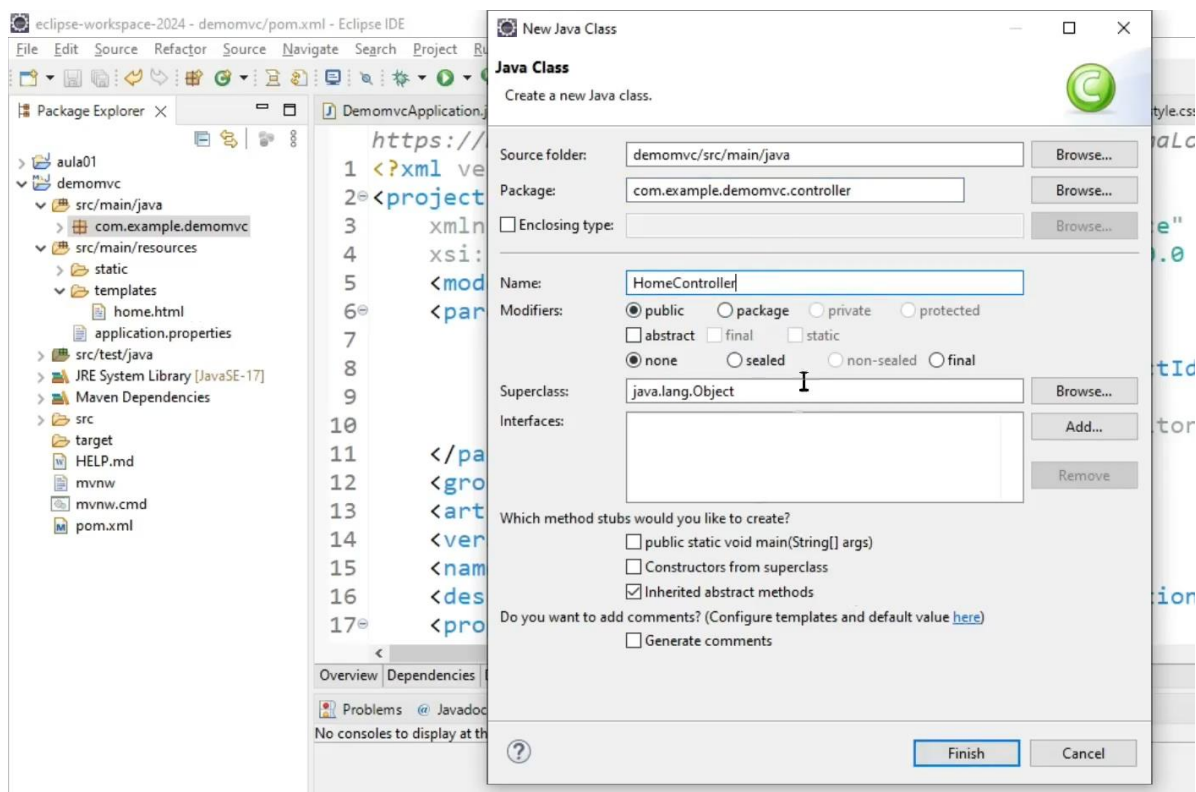 eclipse-workspace-2024 - demomvc/pom.xml - Eclipse IDE
File Edit Source Refactor Source Navigate Search Project
Package Explorer
aula01
demomvc
src/main/java
com.example.demomvc
src/main/resources
static
templates
home.html
application.properties
src/test/java
JRE System Library [JavaSE-17]
Maven Dependencies
src
target
HELP.md
mvnw
mvnw.cmd
pom.xml
DemomvcApplication.j
https://
1 <?xml ve
2 <project
3 xmln
4 xsi:
5 <mod
6 <par
7
8
9
10
11 </pa
12 <gro
13 <art
14 <ver
15 <nam
16 <des
17 <pro
Overview Dependencies
Problems Javadoc
No consoles to display at th
New Java Class
Java Class
Create a new Java class.
Source folder: demomvc/src/main/java Browse...
Package: com.example.demomvc.controller Browse...
Enclosing type: Browse...
Name: HomeController
Modifiers: public package private protected
abstract final static
none sealed non-sealed final
Superclass: java.lang.Object Browse...
Interfaces: Add...
Remove
Which method stubs would you like to create?
public static void main(String[] args)
Constructors from superclass
Inherited abstract methods
Do you want to add comments? (Configure templates and default value here)
Generate comments
? Finish Cancel
tyle.css
aLo
e"
.0
tId
tor
ion